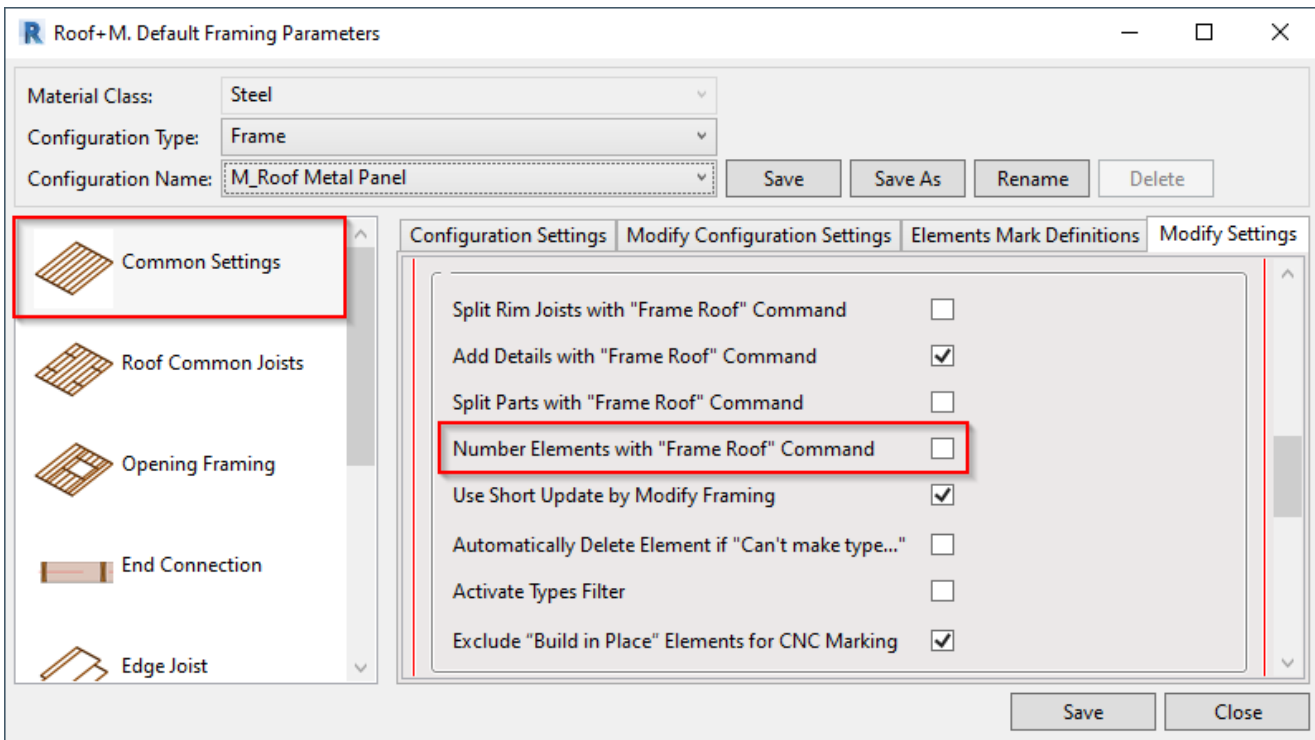 R Roof+M. Default Framing Parameters
Material Class: Steel
Configuration Type: Frame
Configuration Name: M_Roof Metal Panel Save Save As Rename Delete
Common Settings
Roof Common Joists
Opening Framing
End Connection
Edge Joist
Configuration Settings Modify Configuration Settings Elements Mark Definitions Modify Settings
Split Rim Joists with "Frame Roof" Command
Add Details with "Frame Roof" Command
Split Parts with "Frame Roof" Command
Number Elements with "Frame Roof" Command
Use Short Update by Modify Framing
Automatically Delete Element if "Can't make type..."
Activate Types Filter
Exclude “Build in Place” Elements for CNC Marking
Save Close